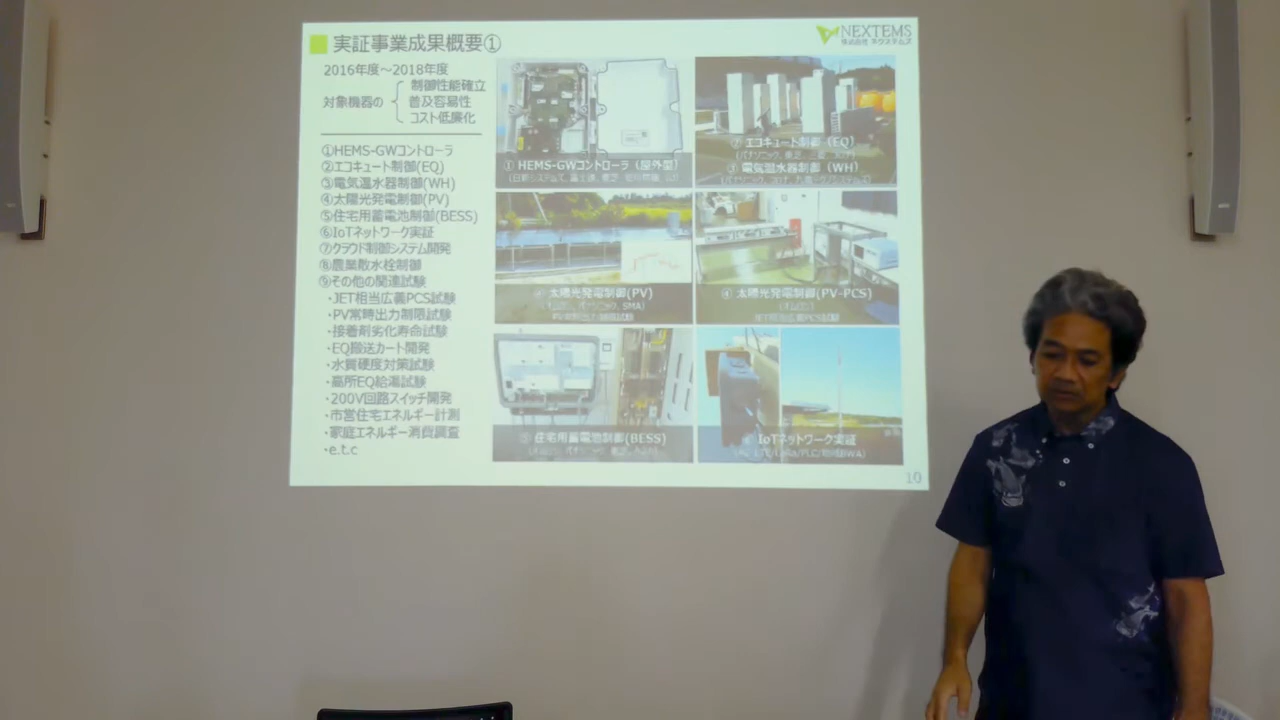 実証事業成果概要①
NEXTEMS
株式会社 ネクステムズ
2016年度～2018年度
対象機器の
制御性能確立
普及容易性
コスト低廉化
①HEMS-GWコントローラ
②エコキュート制御(EQ)
③電気温水器制御(WH)
④太陽光発電制御(PV)
⑤住宅用蓄電池制御(BESS)
⑥IoTネットワーク実証
⑦クラウド制御システム開発
⑧農業散水栓制御
⑨その他の関連試験
・JET相当広義PCS試験
・PV常時出力制限試験
・接着剤劣化寿命試験
・EQ搬送カート開発
・水質硬度対策試験
・高所EQ給湯試験
・200V回路スイッチ開発
・市営住宅エネルギー計測
・家庭エネルギー消費調査
・e.t.c
① HEMS-GWコントローラ（屋外型）
② エコキュート制御（EQ）
③ 電気温水器制御（WH）
④ 太陽光発電制御(PV)
④ 太陽光発電制御(PV-PCS)
住宅用蓄電池制御(BESS)
IoTネットワーク実証
10